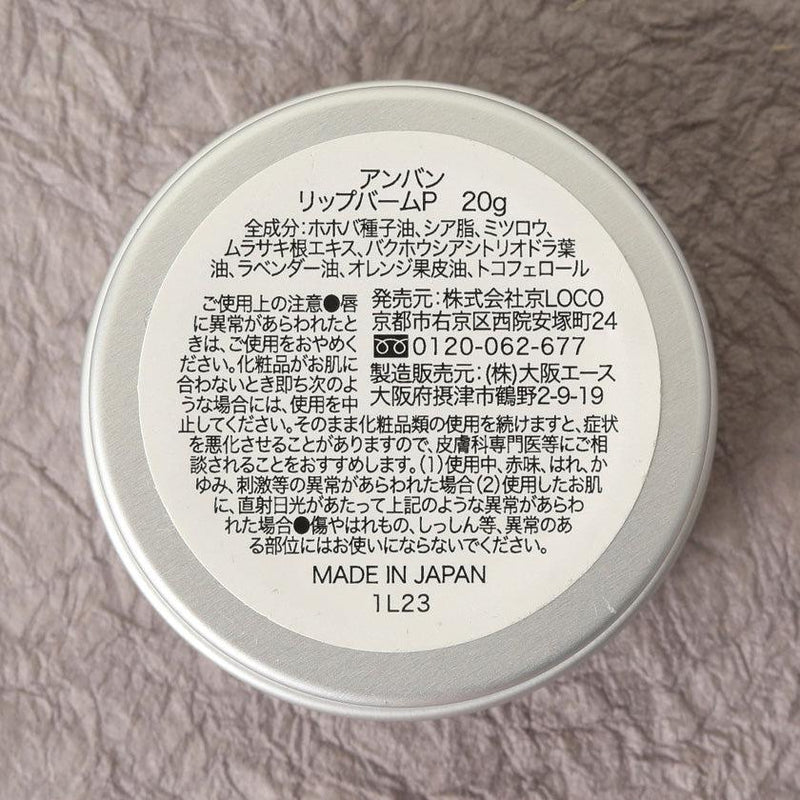 アンバン
リップバームP 20g
全成分:ホホバ種子油、シア脂、ミツロウ、
ムラサキ根エキス、バクホウシアシトリオドラ葉
油、ラベンダー油、オレンジ果皮油、トコフェロール
ご使用上の注意●唇
に異常があらわれたと
きは、ご使用をおやめく
ださい。化粧品がお肌に
合わないとき即ち次のよ
うな場合には、使用を中
発売元:株式会社京LOCO
京都市右京区西院安塚町24
0120-062-677
製造販売元:(株)大阪エース
大阪府摂津市鶴野2-9-19
止してください。そのまま化粧品類の使用を続けますと、症状
を悪化させることがありますので、皮膚科専門医等にご相
談されることをおすすめします。(1)使用中、赤味、はれ、か
ゆみ、刺激等の異常があらわれた場合(2)使用したお肌
に、直射日光があたって上記のような異常があらわ
れた場合●傷やはれもの、しっしん等、異常のあ
る部位にはお使いにならないでください。
MADE IN JAPAN
1L23